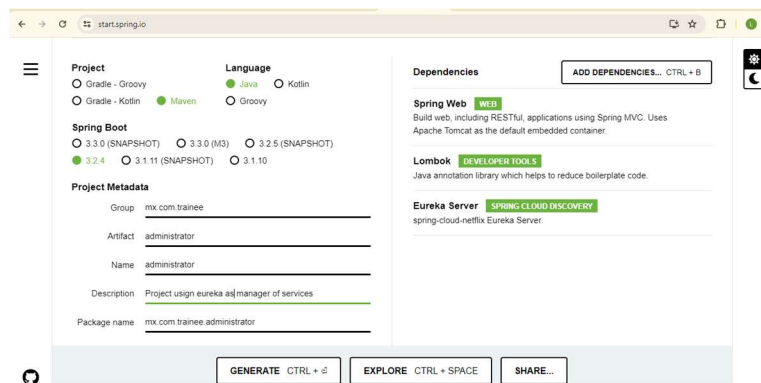 start.spring.io
L
Project
Gradle - Groovy
Gradle - Kotlin Maven
Language
Java Kotlin
Groovy
Spring Boot
3.3.0 (SNAPSHOT) 3.3.0 (M3) 3.2.5 (SNAPSHOT)
3.2.4 3.1.11 (SNAPSHOT) 3.1.10
Project Metadata
Group mx.com.trainee
Artifact administrator
Name administrator
Description Project usign eureka as manager of services
Package name mx.com.trainee.administrator
Dependencies ADD DEPENDENCIES... CTRL + B
Spring Web WEB
Build web, including RESTful, applications using Spring MVC. Uses
Apache Tomcat as the default embedded container.
Lombok DEVELOPER TOOLS
Java annotation library which helps to reduce boilerplate code.
Eureka Server SPRING CLOUD DISCOVERY
spring-cloud-netflix Eureka Server.
GENERATE CTRL + ⏎ EXPLORE CTRL + SPACE SHARE...